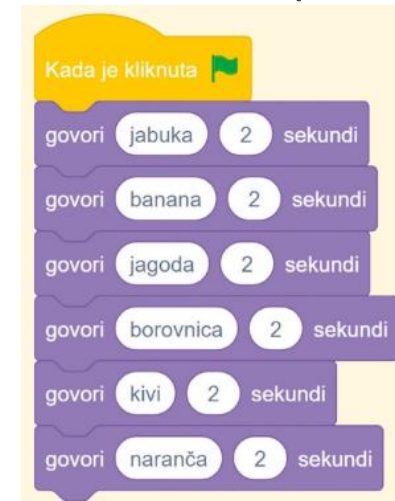 Kada je kliknuta
govori jabuka 2 sekundi
govori banana 2 sekundi
govori jagoda 2 sekundi
govori borovnica 2 sekundi
govori kivi 2 sekundi
govori naranča 2 sekundi